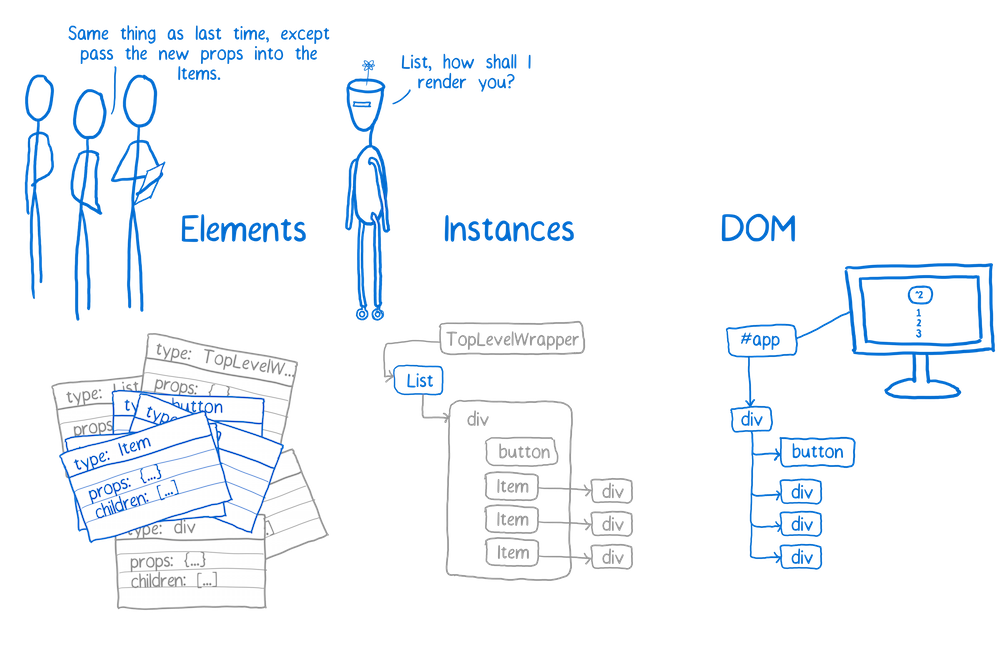 Same thing as last time, except
pass the new props into the
Items.
List, how shall I
render you?
Elements
Instances
DOM
^2
1
2
3
type: TopLevelW...
props: {
type: List
props
button
type
type: Item
props: {...}
children: [...]
type: div
props: {...}
children: [...]
TopLevelWrapper
List
div
button
Item
div
Item
div
Item
div
#app
div
button
div
div
div